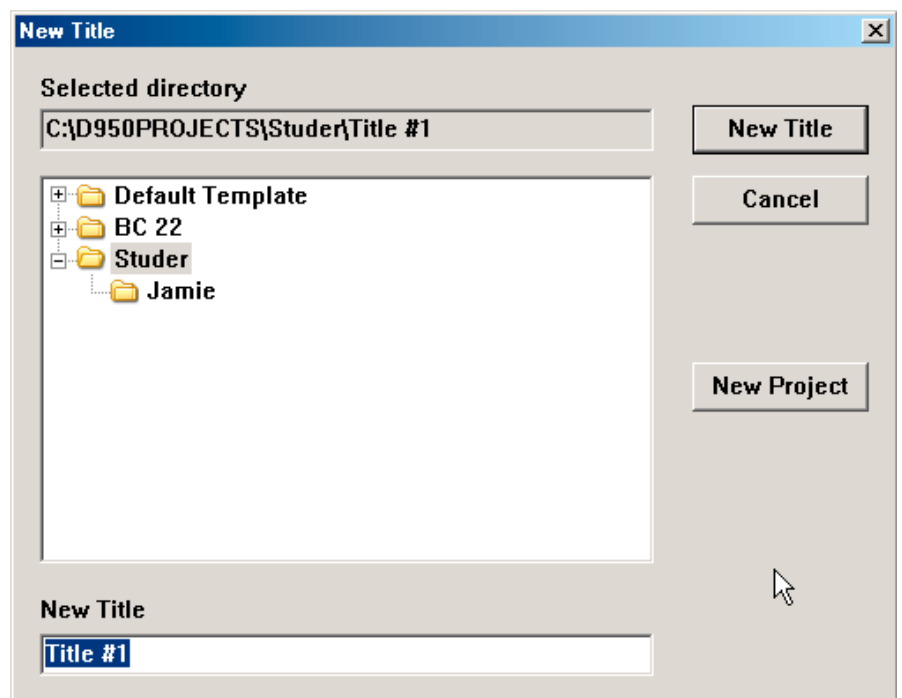 New Title
Selected directory
C:\D950PROJECTS\Studer\Title #1
New Title
Default Template
Cancel
BC 22
Studer
Jamie
New Project
New Title
Title #1